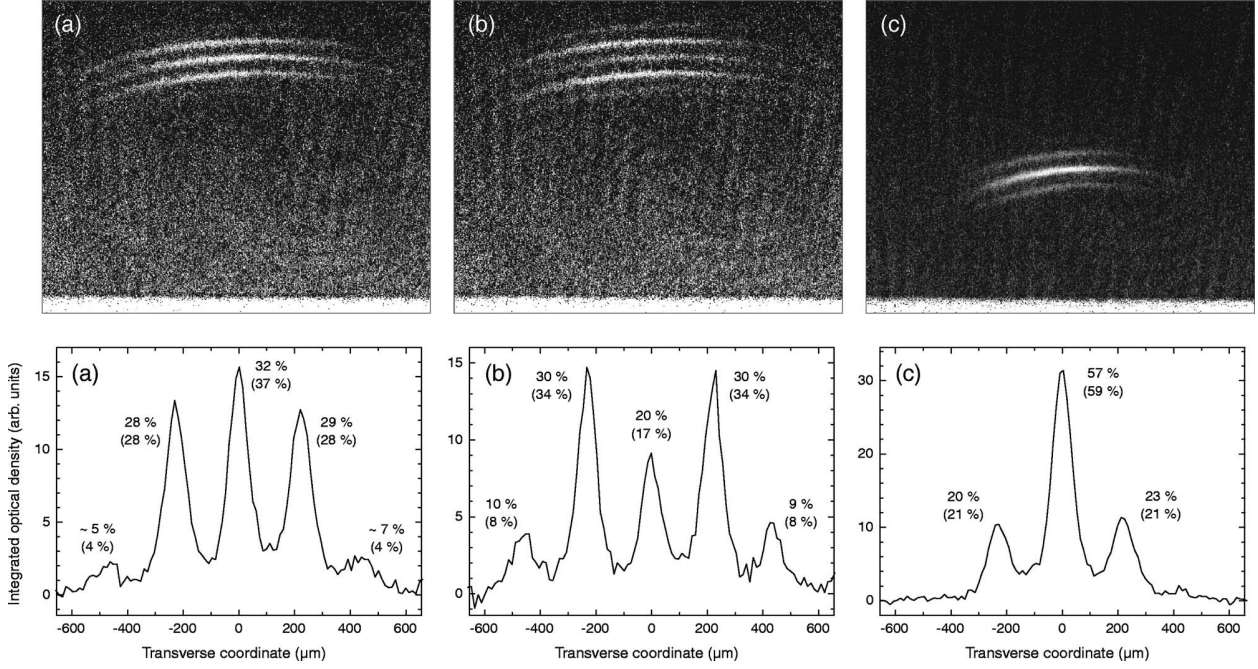 (a)
(b)
(c)
Integrated optical density (arb. units)
15
10
5
0
(a)
~ 5 %
(4 %)
28 %
(28 %)
32 %
(37 %)
29 %
(28 %)
~ 7 %
(4 %)
-600 -400 -200 0 200 400 600
Transverse coordinate (µm)
15
10
5
0
(b)
10 %
(8 %)
30 %
(34 %)
20 %
(17 %)
30 %
(34 %)
9 %
(8 %)
-600 -400 -200 0 200 400 600
Transverse coordinate (µm)
30
20
10
0
(c)
20 %
(21 %)
57 %
(59 %)
23 %
(21 %)
-600 -400 -200 0 200 400 600
Transverse coordinate (µm)